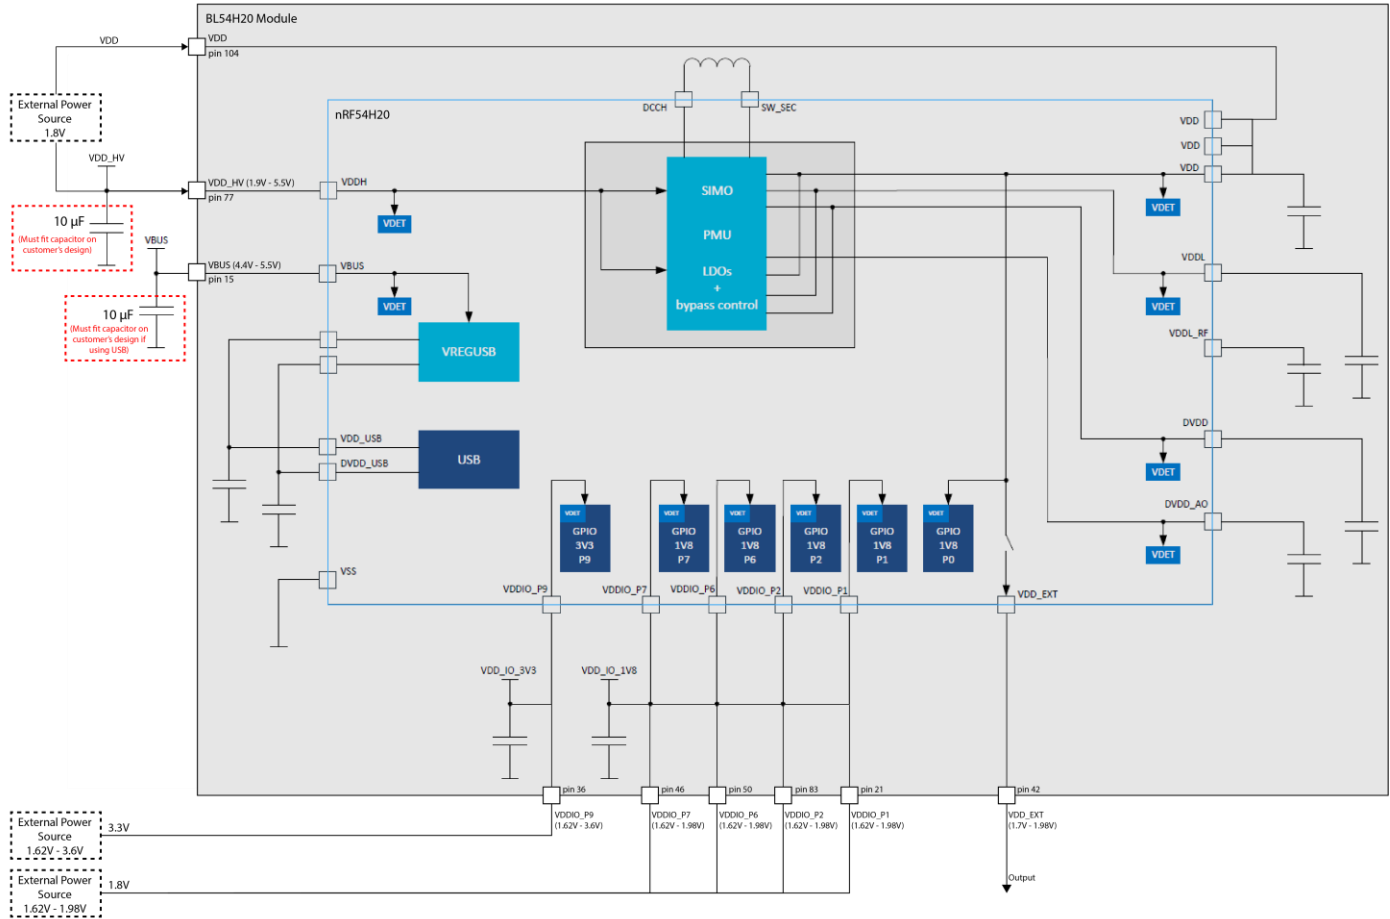 BL54H20 Module
VDD
VDD
pin 104
External Power
Source
1.8V
DCCH
SW_SEC
nRF54H20
VDD
VDD
VDD
VDD_HV
VDD_HV (1.9V - 5.5V)
pin 77
VDDH
VDET
SIMO
PMU
LDOs
+
bypass control
VDET
10 µF
(Must fit capacitor on
customer's design)
VBUS
VBUS (4.4V - 5.5V)
pin 15
VBUS
VDET
VDDL
VDET
10 µF
(Must fit capacitor on
customer's design if
using USB)
VREGUSB
VDDL_RF
VDD_USB
DVDD_USB
USB
DVDD
VDET
DVDD_AO
VDET
VDET
GPIO
3V3
P9
VDET
GPIO
1V8
P7
VDET
GPIO
1V8
P6
VDET
GPIO
1V8
P2
VDET
GPIO
1V8
P1
GPIO
1V8
P0
VSS
VDDIO_P9
VDDIO_P7
VDDIO_P6
VDDIO_P2
VDDIO_P1
VDD_EXT
VDD_IO_3V3
VDD_IO_1V8
pin 36
pin 46
pin 50
pin 83
pin 21
pin 42
VDDIO_P9
(1.62V - 3.6V)
VDDIO_P7
(1.62V - 1.98V)
VDDIO_P6
(1.62V - 1.98V)
VDDIO_P2
(1.62V - 1.98V)
VDDIO_P1
(1.62V - 1.98V)
VDD_EXT
(1.7V - 1.98V)
External Power
Source
1.62V - 3.6V
3.3V
External Power
Source
1.62V - 1.98V
1.8V
Output